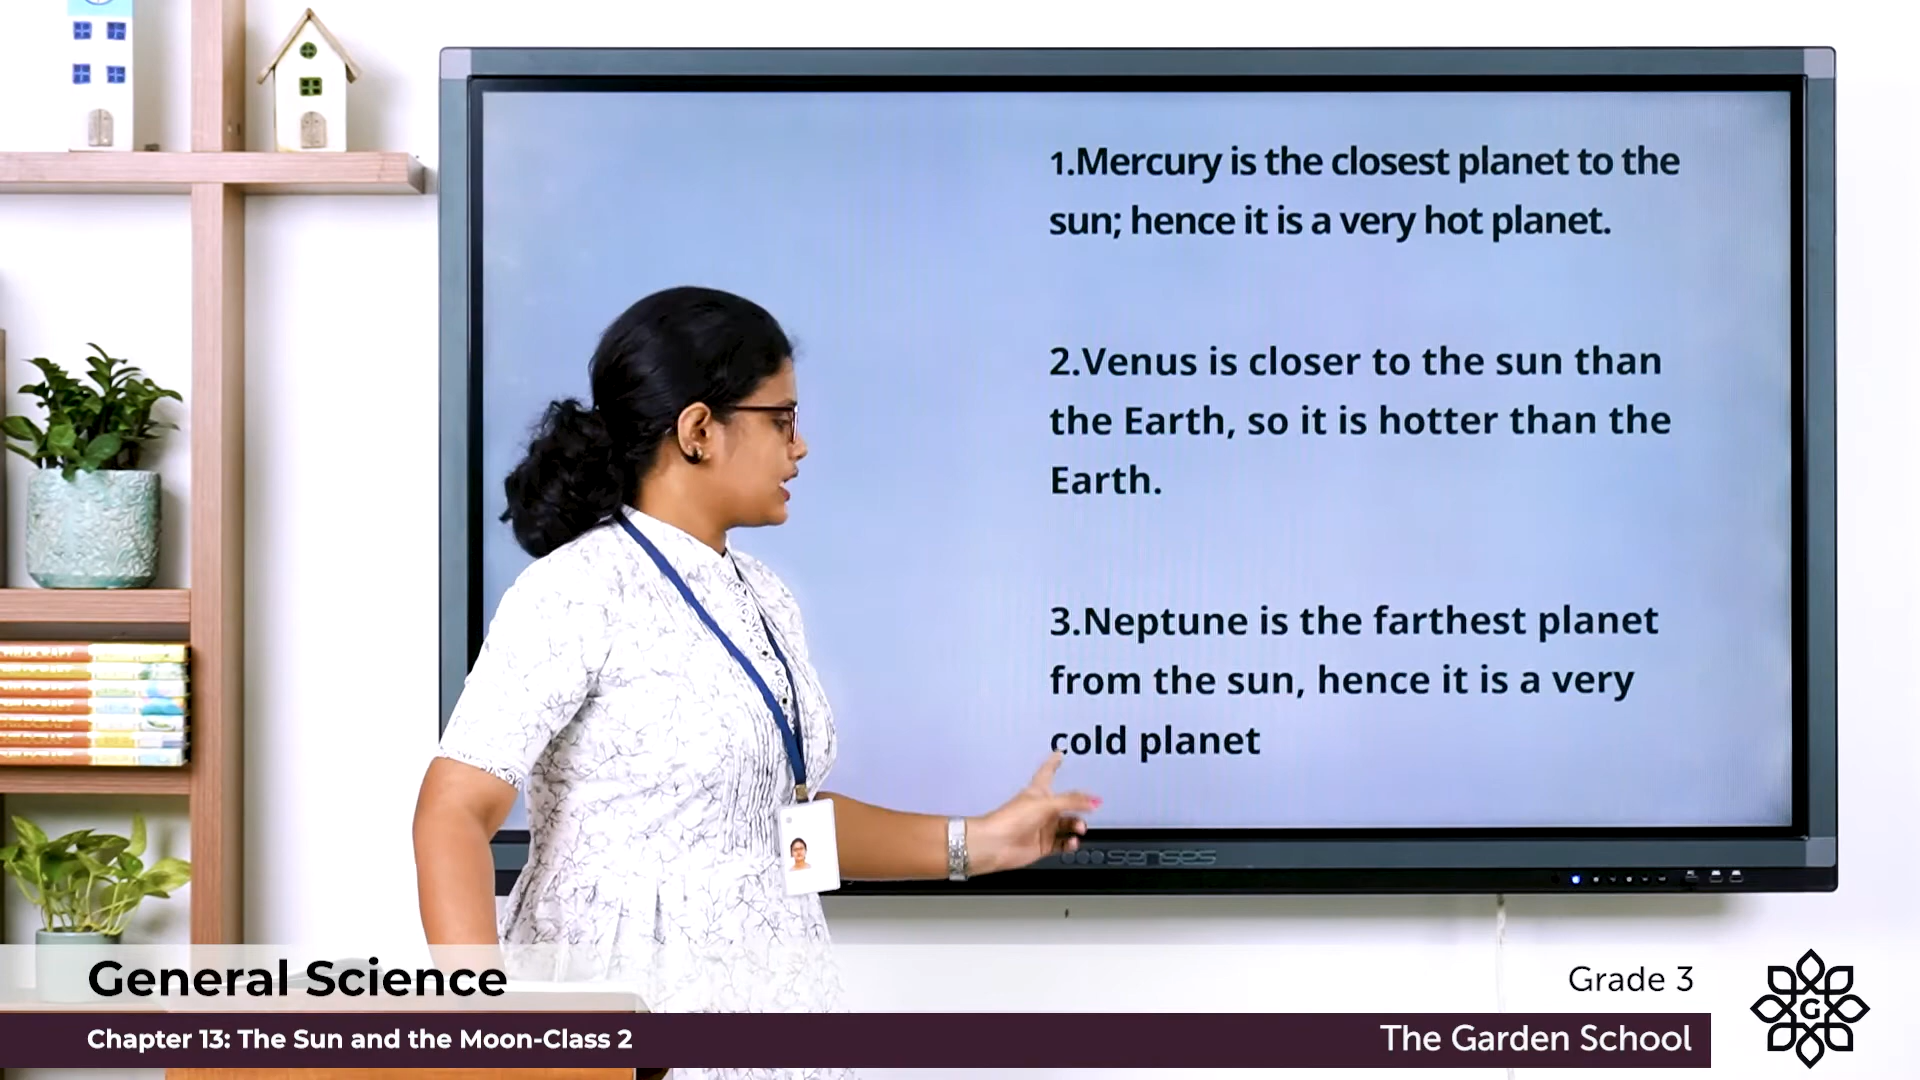 1.Mercury is the closest planet to the
sun; hence it is a very hot planet.
2.Venus is closer to the sun than
the Earth, so it is hotter than the
Earth.
3.Neptune is the farthest planet
from the sun, hence it is a very
cold planet
senses
General Science
Grade 3
Chapter 13: The Sun and the Moon-Class 2
The Garden School
G